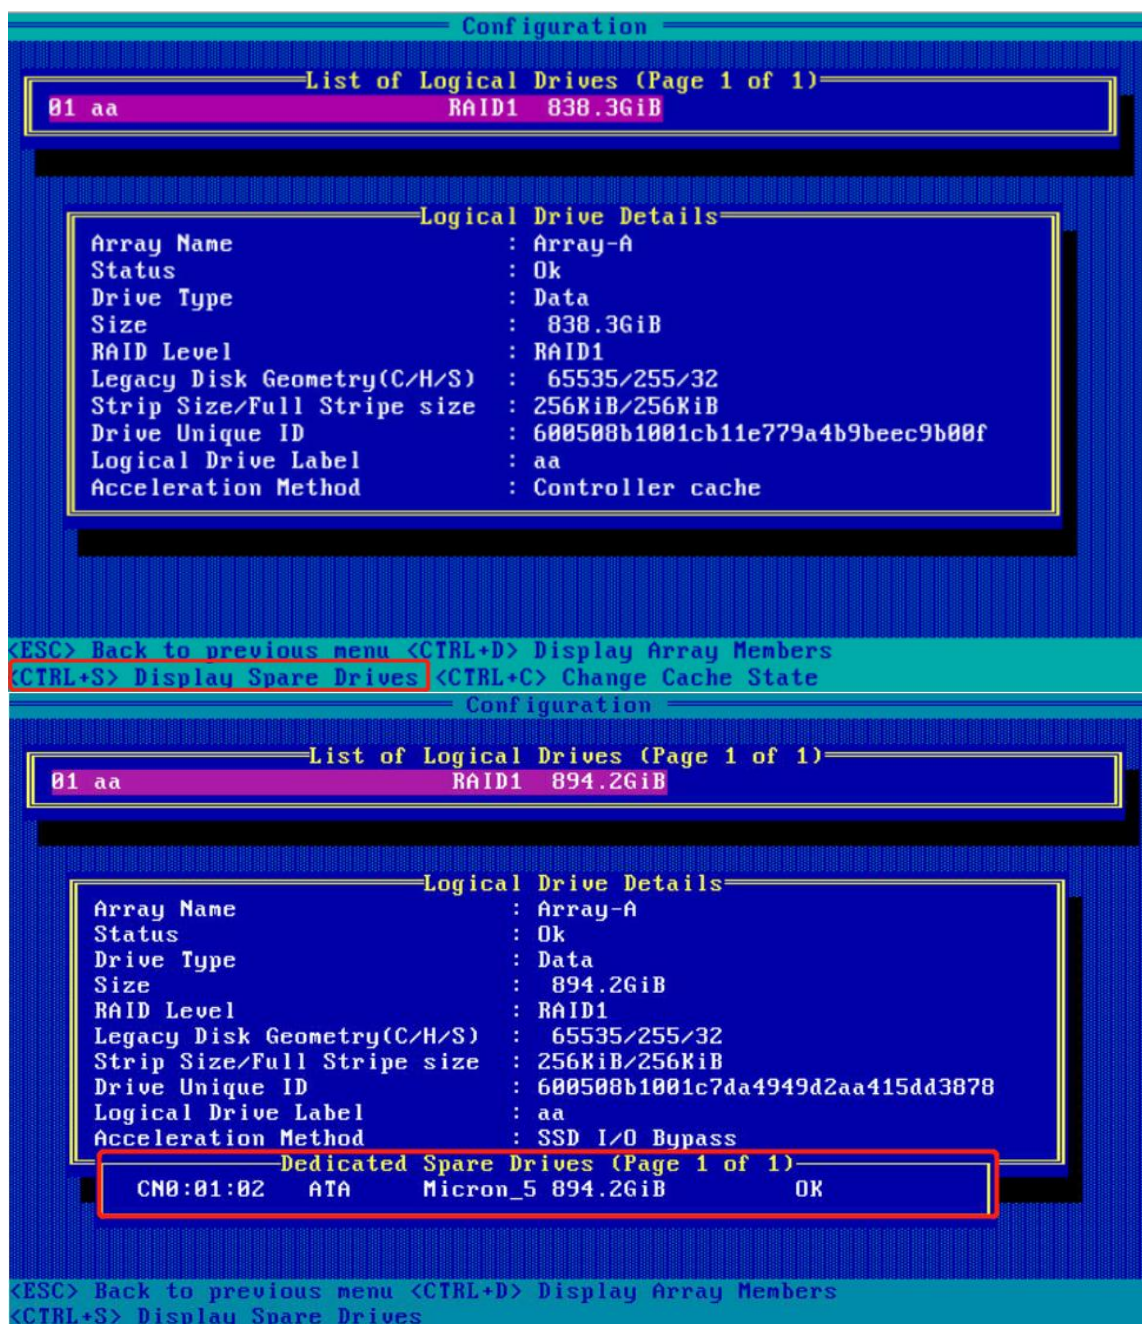 Configuration
List of Logical Drives (Page 1 of 1)
01 aa RAID1 838.3GiB
Logical Drive Details
Array Name : Array-A
Status : Ok
Drive Type : Data
Size : 838.3GiB
RAID Level : RAID1
Legacy Disk Geometry(C/H/S) : 65535/255/32
Strip Size/Full Stripe size : 256KiB/256KiB
Drive Unique ID : 600508b1001cb11e779a4b9beec9b00f
Logical Drive Label : aa
Acceleration Method : Controller cache
<ESC> Back to previous menu <CTRL+D> Display Array Members
<CTRL+S> Display Spare Drives <CTRL+C> Change Cache State
Configuration
List of Logical Drives (Page 1 of 1)
01 aa RAID1 894.2GiB
Logical Drive Details
Array Name : Array-A
Status : Ok
Drive Type : Data
Size : 894.2GiB
RAID Level : RAID1
Legacy Disk Geometry(C/H/S) : 65535/255/32
Strip Size/Full Stripe size : 256KiB/256KiB
Drive Unique ID : 600508b1001c7da4949d2aa415dd3878
Logical Drive Label : aa
Acceleration Method : SSD I/O Bypass
Dedicated Spare Drives (Page 1 of 1)
CN0:01:02 ATA Micron_5 894.2GiB OK
<ESC> Back to previous menu <CTRL+D> Display Array Members
<CTRL+S> Display Spare Drives